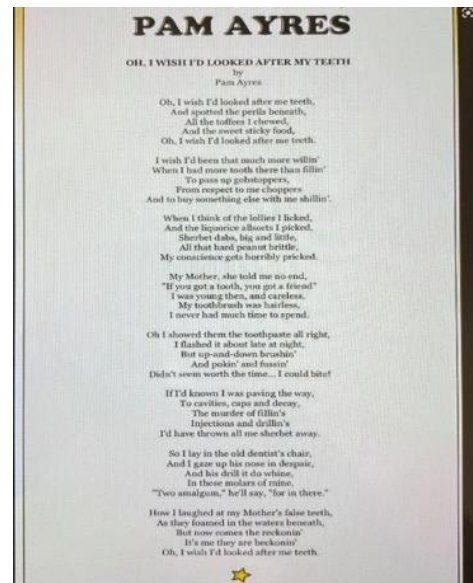 PAM AYRES
OH, I WISH I'D LOOKED AFTER MY TEETH
by
Pam Ayres
Oh, I wish I'd looked after me teeth,
And spotted the perils beneath,
All the toffees I chewed,
And the sweet sticky food,
Oh, I wish I'd looked after me teeth.
I wish I'd been that much more willin'
When I had more tooth there than fillin'
To pass up gobstoppers,
From respect to me choppers
And to buy something else with me shillin'.
When I think of the lollies I licked,
And the liquorice allsorts I picked,
Sherbet dabs, big and little,
All that hard peanut brittle,
My conscience gets horribly pricked.
My Mother, she told me no end,
"If you got a tooth, you got a friend"
I was young then, and careless,
My toothbrush was hairless,
I never had much time to spend.
Oh I showed them the toothpaste all right,
I flashed it about late at night,
But up-and-down brushin'
And pokin' and fussin'
Didn't seem worth the time... I could bite!
If I'd known I was paving the way,
To cavities, caps and decay,
The murder of fillin's
Injections and drillin's
I'd have thrown all me sherbet away.
So I lay in the old dentist's chair,
And I gaze up his nose in despair,
And his drill it do whine,
In these molars of mine,
"Two amalgum," he'll say, "for in there."
How I laughed at my Mother's false teeth,
As they foamed in the waters beneath,
But now comes the reckonin'
It's me they are beckonin'
Oh, I wish I'd looked after me teeth.